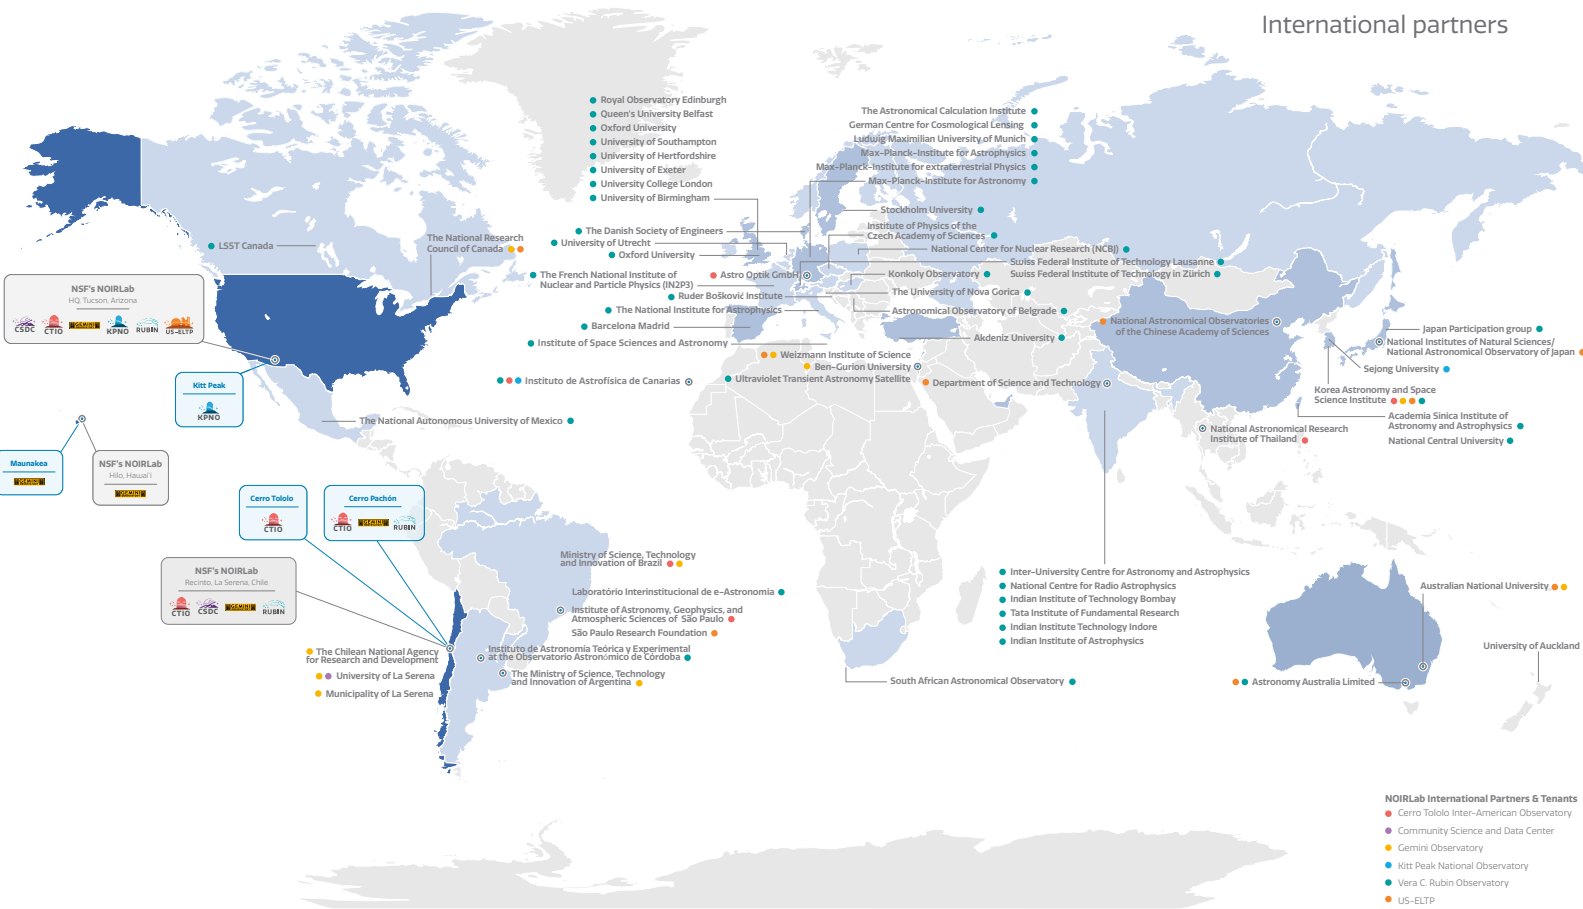 International partners
Royal Observatory Edinburgh
Queen's University Belfast
Oxford University
University of Southampton
University of Hertfordshire
University of Exeter
University College London
University of Birmingham
The Danish Society of Engineers
University of Utrecht
Oxford University
The Astronomical Calculation Institute
German Centre for Cosmological Lensing
Ludwig Maximilian University of Munich
Max-Planck-Institute for Astrophysics
Max-Planck-Institute for extraterrestrial Physics
Max-Planck-Institute for Astronomy
Stockholm University
Institute of Physics of the
Czech Academy of Sciences
National Center for Nuclear Research (NCBJ)
Swiss Federal Institute of Technology Lausanne
Swiss Federal Institute of Technology in Zürich
Konkoly Observatory
The University of Nova Gorica
Astronomical Observatory of Belgrade
Akdeniz University
LSST Canada
The National Research
Council of Canada
The French National Institute of
Nuclear and Particle Physics (IN2P3)
Astro Optik GmbH
Ruder Bošković Institute
The National Institute for Astrophysics
Barcelona Madrid
Institute of Space Sciences and Astronomy
Weizmann Institute of Science
Ben-Gurion University
Ultraviolet Transient Astronomy Satellite
Instituto de Astrofísica de Canarias
Department of Science and Technology
National Astronomical Observatories
of the Chinese Academy of Sciences
Japan Participation group
National Institutes of Natural Sciences/
National Astronomical Observatory of Japan
Sejong University
Korea Astronomy and Space
Science Institute
Academia Sinica Institute of
Astronomy and Astrophysics
National Central University
National Astronomical Research
Institute of Thailand
NSF's NOIRLab
HQ, Tucson, Arizona
CSDC
CTIO
GEMINI
KPNO
RUBIN
US-ELTP
Kitt Peak
KPNO
The National Autonomous University of Mexico
Maunakea
GEMINI
NSF's NOIRLab
Hilo, Hawai'i
GEMINI
Cerro Tololo
CTIO
Cerro Pachón
CTIO
GEMINI
RUBIN
NSF's NOIRLab
Recinto, La Serena, Chile
CTIO
CSDC
GEMINI
RUBIN
Ministry of Science, Technology
and Innovation of Brazil
Laboratório Interinstitucional de e-Astronomia
Institute of Astronomy, Geophysics, and
Atmospheric Sciences of São Paulo
São Paulo Research Foundation
Instituto de Astronomía Teórica y Experimental
at the Observatorio Astronómico de Córdoba
The Ministry of Science, Technology
and Innovation of Argentina
The Chilean National Agency
for Research and Development
University of La Serena
Municipality of La Serena
Inter-University Centre for Astronomy and Astrophysics
National Centre for Radio Astrophysics
Indian Institute of Technology Bombay
Tata Institute of Fundamental Research
Indian Institute Technology Indore
Indian Institute of Astrophysics
South African Astronomical Observatory
Australian National University
University of Auckland
Astronomy Australia Limited
NOIRLab International Partners & Tenants
Cerro Tololo Inter-American Observatory
Community Science and Data Center
Gemini Observatory
Kitt Peak National Observatory
Vera C. Rubin Observatory
US-ELTP